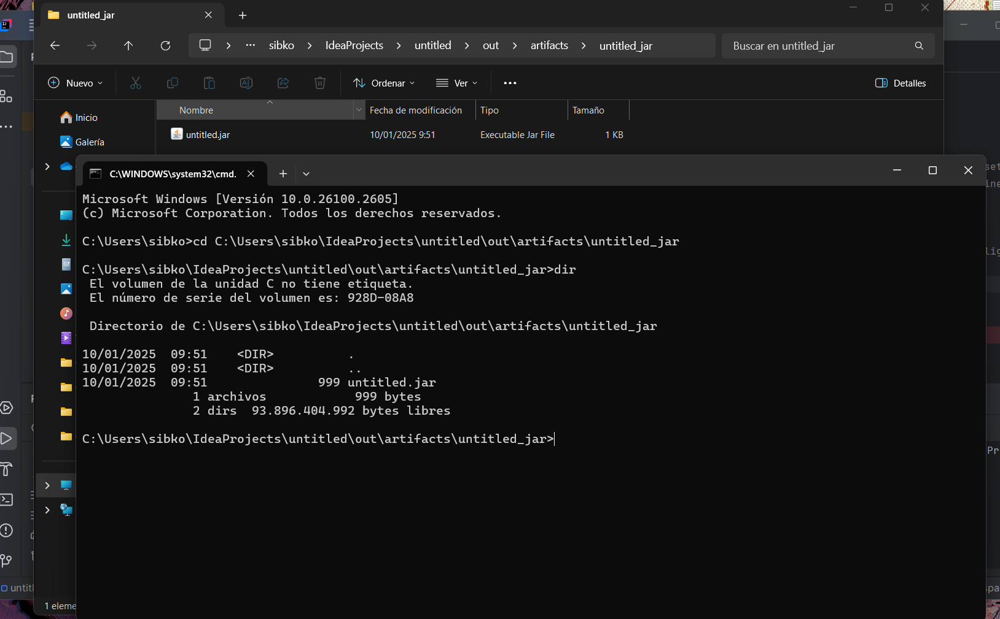 untitled_jar
sibko > IdeaProjects > untitled > out > artifacts > untitled_jar
Buscar en untitled_jar
Nuevo
Ordenar
Ver
Detalles
Inicio
Galería
Nombre
Fecha de modificación
Tipo
Tamaño
untitled.jar
10/01/2025 9:51
Executable Jar File
1 KB
C:\WINDOWS\system32\cmd.
Microsoft Windows [Versión 10.0.26100.2605]
(c) Microsoft Corporation. Todos los derechos reservados.
C:\Users\sibko>cd C:\Users\sibko\IdeaProjects\untitled\out\artifacts\untitled_jar
C:\Users\sibko\IdeaProjects\untitled\out\artifacts\untitled_jar>dir
El volumen de la unidad C no tiene etiqueta.
El número de serie del volumen es: 928D-08A8
Directorio de C:\Users\sibko\IdeaProjects\untitled\out\artifacts\untitled_jar
10/01/2025  09:51    <DIR>          .
10/01/2025  09:51    <DIR>          ..
10/01/2025  09:51               999 untitled.jar
1 archivos            999 bytes
2 dirs  93.896.404.992 bytes libres
C:\Users\sibko\IdeaProjects\untitled\out\artifacts\untitled_jar>
Pr
untitl
1 eleme